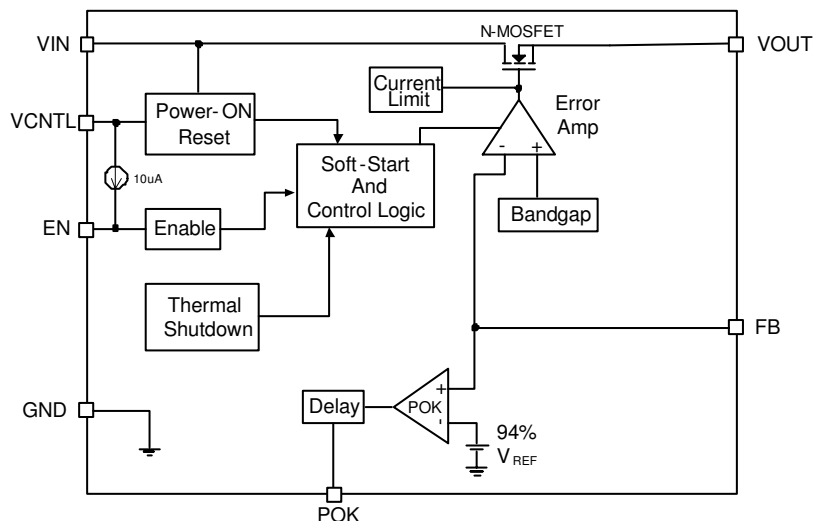 N-MOSFET
VIN
VOUT
Current
Limit
Error
Amp
VCNTL
Power-ON
Reset
- +
Soft-Start
And
Control Logic
10uA
Bandgap
EN
Enable
Thermal
Shutdown
FB
GND
Delay
POK
+
-
94%
VREF
POK